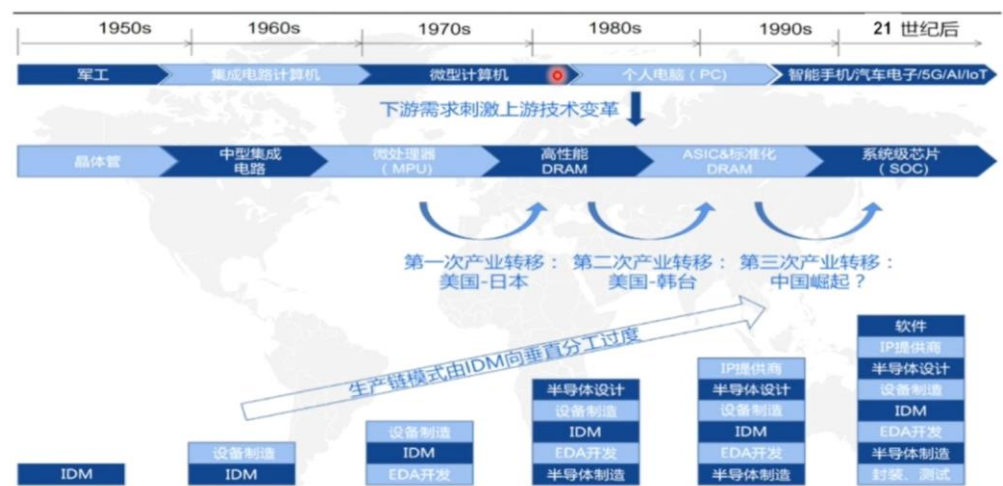 1950s 1960s 1970s 1980s 1990s 21 世纪后
军工 集成电路计算机 微型计算机 个人电脑（PC） 智能手机/汽车电子/5G/AI/IoT
下游需求刺激上游技术变革
晶体管
中型集成
电路
微处理器
（MPU）
高性能
DRAM
ASIC&标准化
DRAM
系统级芯片
（SOC）
第一次产业转移：
美国-日本
第二次产业转移：
美国-韩台
第三次产业转移：
中国崛起？
生产链模式由IDM向垂直分工过度
IDM
设备制造
IDM
设备制造
IDM
EDA开发
半导体设计
设备制造
IDM
EDA开发
半导体制造
IP提供商
半导体设计
设备制造
IDM
EDA开发
半导体制造
软件
IP提供商
半导体设计
设备制造
IDM
EDA开发
半导体制造
封装、测试